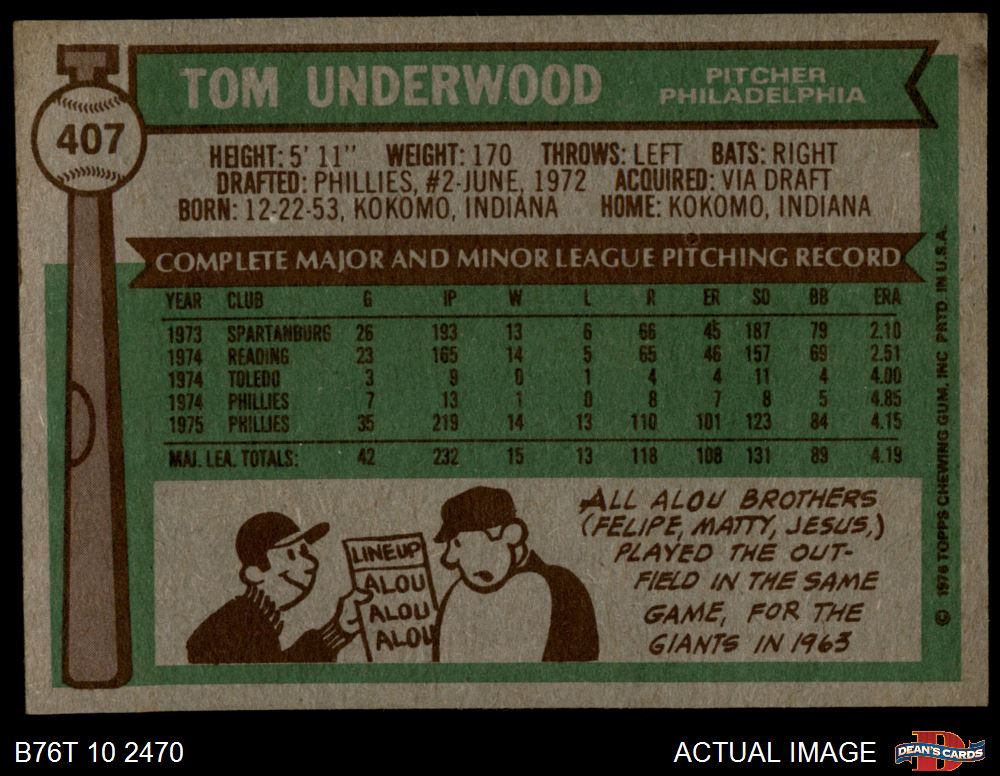 TOM UNDERWOOD
PITCHER
PHILADELPHIA
407
HEIGHT: 5' 11" WEIGHT: 170 THROWS: LEFT BATS: RIGHT
DRAFTED: PHILLIES, #2-JUNE, 1972 ACQUIRED: VIA DRAFT
BORN: 12-22-53, KOKOMO, INDIANA HOME: KOKOMO, INDIANA
COMPLETE MAJOR AND MINOR LEAGUE PITCHING RECORD
YEAR CLUB G IP W L R ER SO BB ERA
1973 SPARTANBURG 26 193 13 6 66 45 187 79 2.10
1974 READING 23 165 14 5 65 46 157 69 2.51
1974 TOLEDO 3 9 0 1 4 4 11 4 4.00
1974 PHILLIES 7 13 1 0 8 7 8 5 4.85
1975 PHILLIES 35 219 14 13 110 101 123 84 4.15
MAJ. LEA. TOTALS: 42 232 15 13 118 108 131 89 4.19
LINEUP
ALOU
ALOU
ALOU
ALL ALOU BROTHERS
(FELIPE, MATTY, JESUS,)
PLAYED THE OUT-
FIELD IN THE SAME
GAME, FOR THE
GIANTS IN 1963
© 1976 TOPPS CHEWING GUM, INC PRTD. IN U.S.A.
B76T 10 2470
ACTUAL IMAGE
D
DEAN'S CARDS